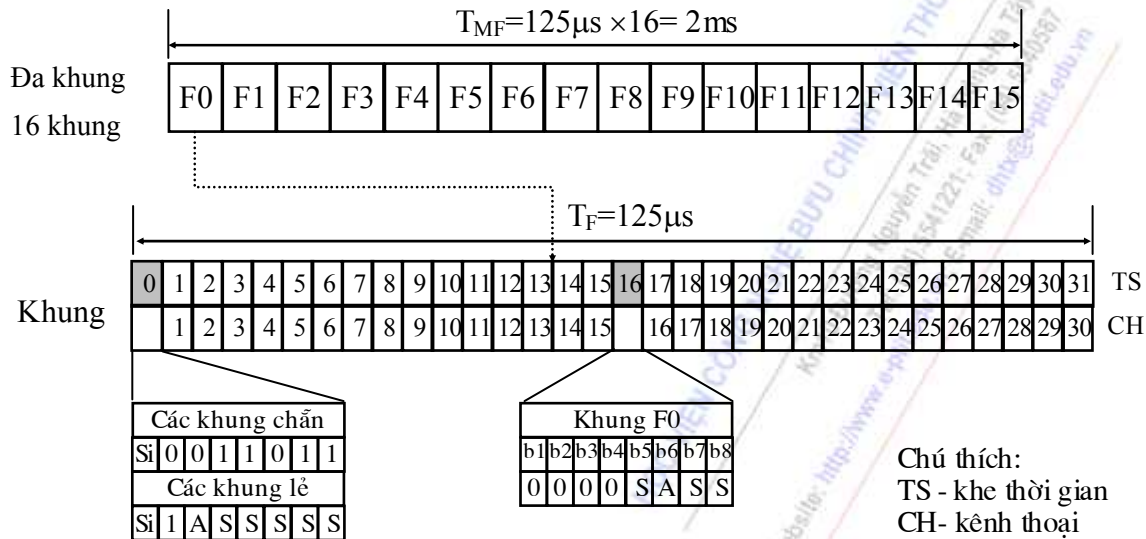 T_MF=125μs ×16= 2ms
Đa khung
16 khung
F0 F1 F2 F3 F4 F5 F6 F7 F8 F9 F10 F11 F12 F13 F14 F15
T_F=125μs
Khung
0 1 2 3 4 5 6 7 8 9 10 11 12 13 14 15 16 17 18 19 20 21 22 23 24 25 26 27 28 29 30 31 TS
1 2 3 4 5 6 7 8 9 10 11 12 13 14 15 16 17 18 19 20 21 22 23 24 25 26 27 28 29 30 CH
Các khung chẵn
Si 0 0 1 1 0 1 1
Các khung lẻ
Si 1 A S S S S S
Khung F0
b1 b2 b3 b4 b5 b6 b7 b8
0 0 0 0 S A S S
Chú thích:
TS - khe thời gian
CH- kênh thoại